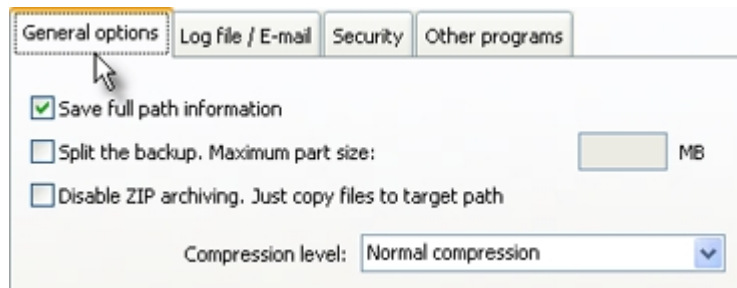 General options Log file / E-mail Security Other programs
Save full path information
Split the backup. Maximum part size: MB
Disable ZIP archiving. Just copy files to target path
Compression level: Normal compression